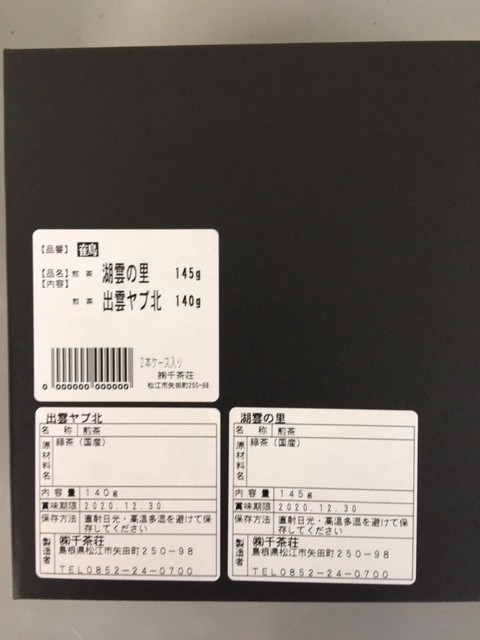 【品番】 鶴
【品名】 煎茶 湖雲の里 145g
【内容】
煎茶 出雲ヤブ北 140g
0 000000 000000
2本ケース入り
㈱千茶荘
松江市矢田町250-98
出雲ヤブ北
名称 煎茶
原材料名 緑茶(国産)
内容量 140g
賞味期限 2020.12.30
保存方法 直射日光・高温多湿を避けて保
存してください
製造者 ㈱千茶荘
島根県松江市矢田町250-98
TEL0852-24-0700
湖雲の里
名称 煎茶
原材料名 緑茶(国産)
内容量 145g
賞味期限 2020.12.30
保存方法 直射日光・高温多湿を避けて保
存してください
製造者 ㈱千茶荘
島根県松江市矢田町250-98
TEL0852-24-0700